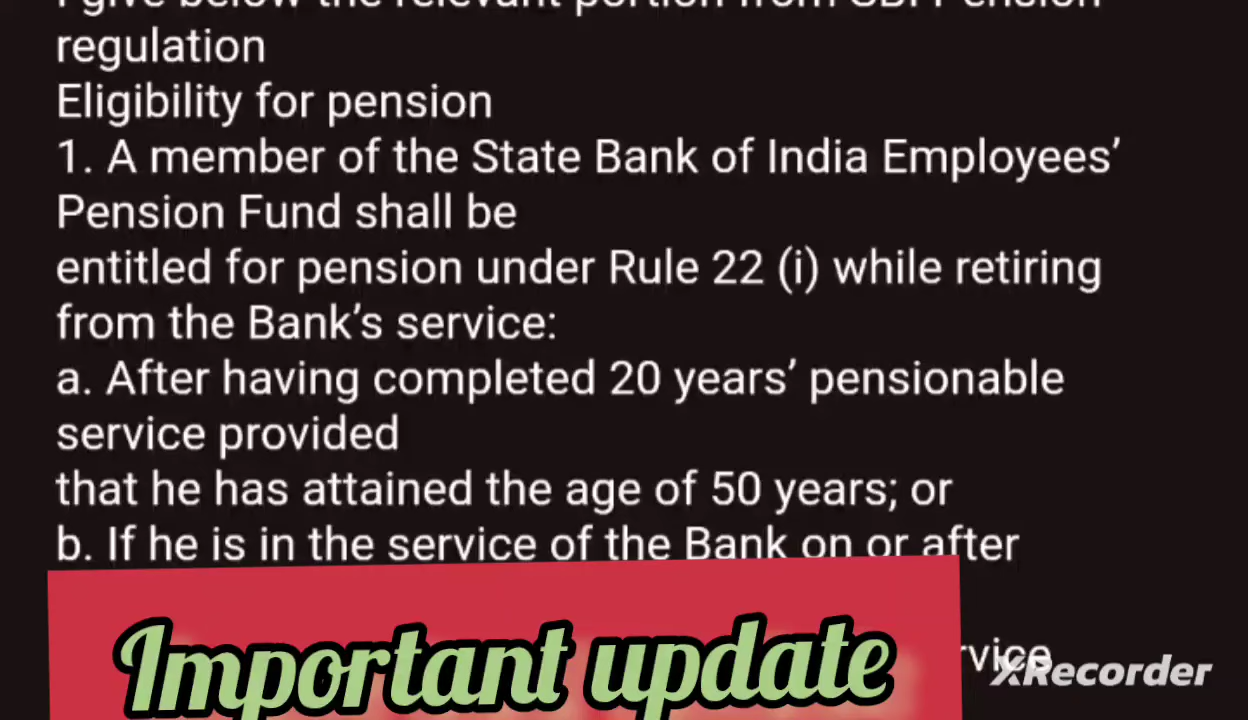 regulation
Eligibility for pension
1. A member of the State Bank of India Employees’
Pension Fund shall be
entitled for pension under Rule 22 (i) while retiring
from the Bank’s service:
a. After having completed 20 years’ pensionable
service provided
that he has attained the age of 50 years; or
b. If he is in the service of the Bank on or after
Important update
XRecorder